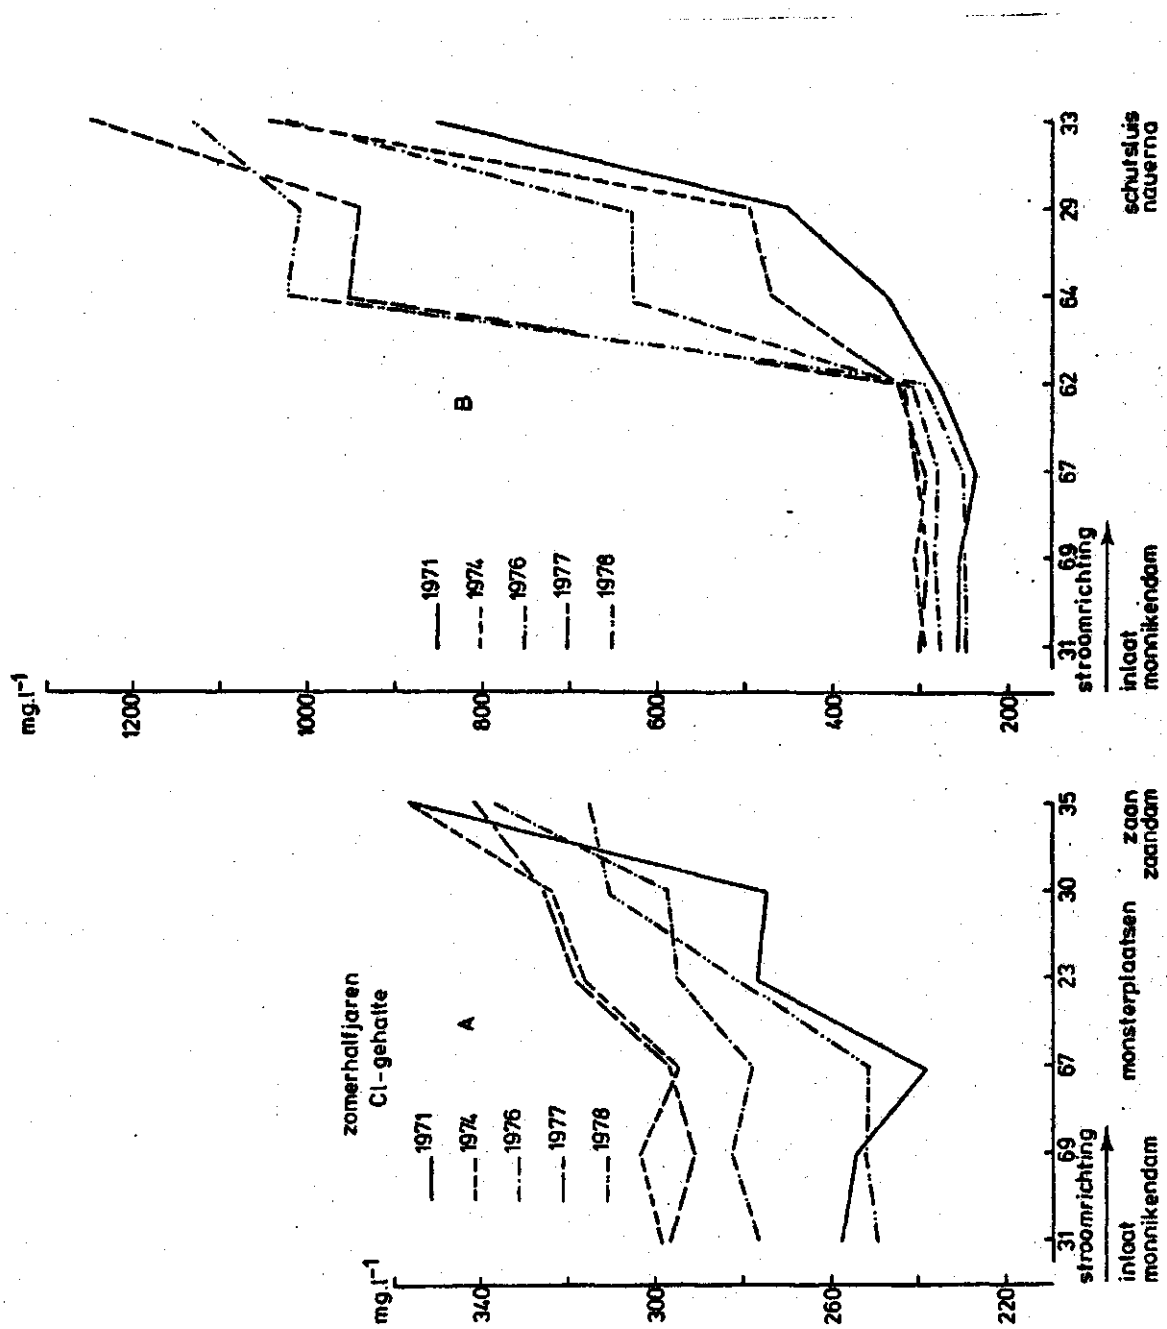 zomerhalfjaren
Cl-gehalte
A
mg.l-1
340
300
260
220
1971
1974
1976
1977
1978
31
69
67
23
30
35
stroomrichting
inlaat
monnikendam
monsterplaatsen
zaan
zaandam
B
mg.l-1
1200
1000
800
600
400
200
1971
1974
1976
1977
1978
31
69
67
62
64
29
33
stroomrichting
inlaat
monnikendam
schutsluis
nauerna